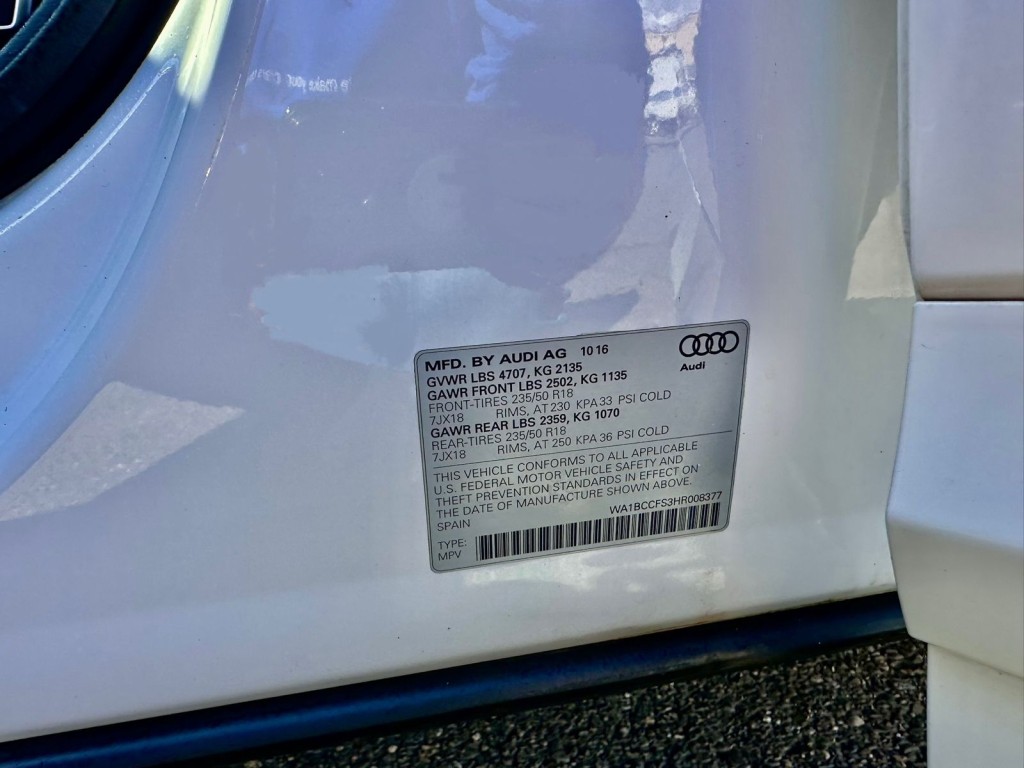 MFD. BY AUDI AG 10 16
Audi
GVWR LBS 4707, KG 2135
GAWR FRONT LBS 2502, KG 1135
FRONT-TIRES 235/50 R18
7JX18 RIMS, AT 230 KPA 33 PSI COLD
GAWR REAR LBS 2359, KG 1070
REAR-TIRES 235/50 R18
7JX18 RIMS, AT 250 KPA 36 PSI COLD
THIS VEHICLE CONFORMS TO ALL APPLICABLE
U.S. FEDERAL MOTOR VEHICLE SAFETY AND
THEFT PREVENTION STANDARDS IN EFFECT ON
THE DATE OF MANUFACTURE SHOWN ABOVE.
SPAIN WA1BCCFS3HR008377
TYPE:
MPV